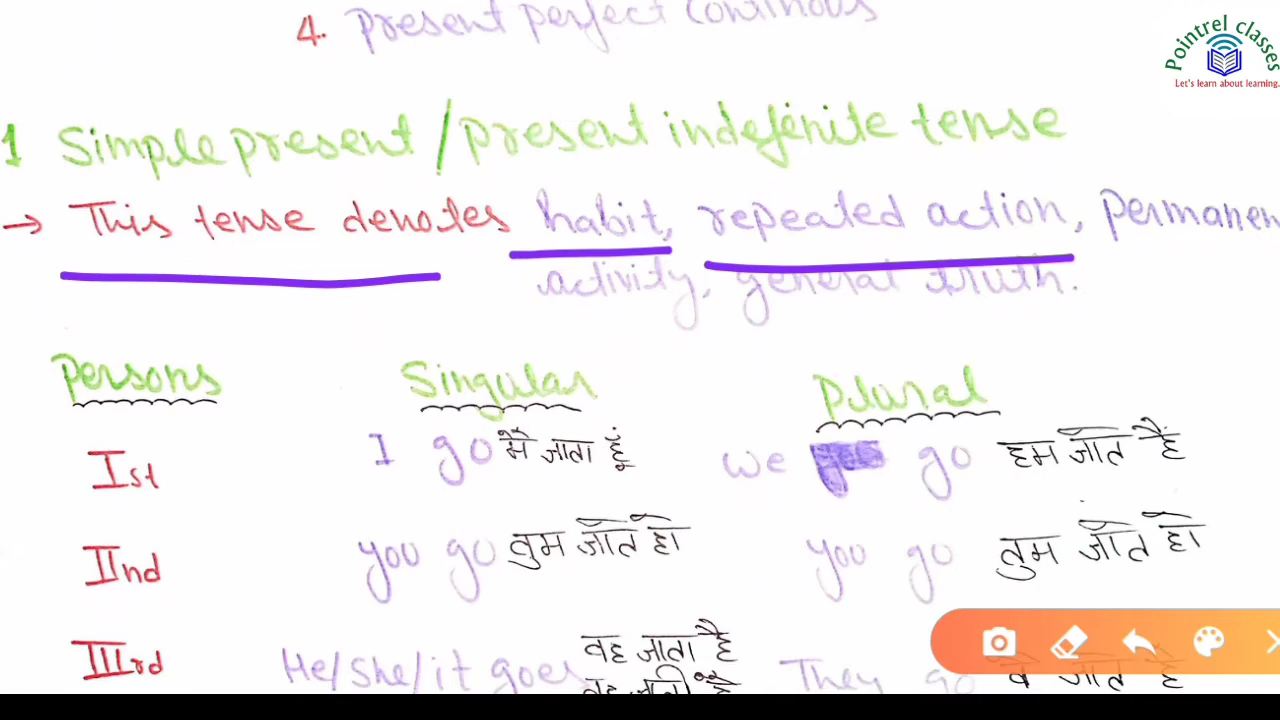 4. present perfect continous
Pointrel classes
Let's learn about learning.
1 Simple present / present indefinite tense
→ This tense denotes habit, repeated action, permanen
activity, general truth.
Persons Singular Plural
Ist I go मै जाता हूँ we go हम जाते हैं
IInd you go तुम जाते हो you go तुम जाते हो
IIIrd He/She/it goes वह जाता है They go वे जाते है
वह जाती है